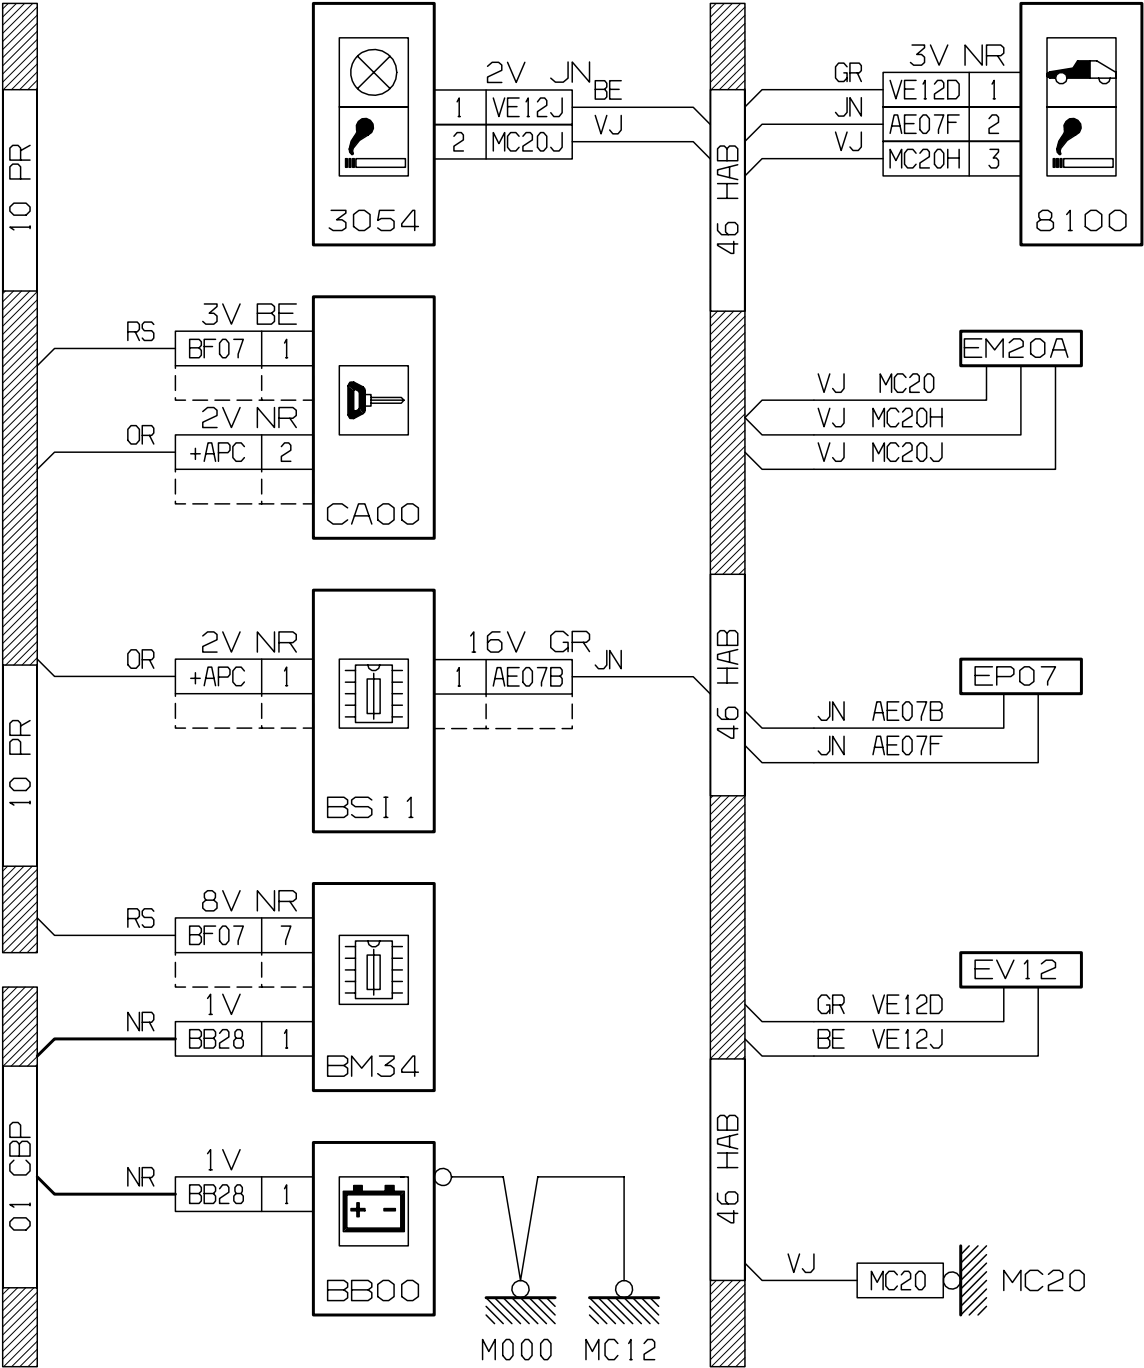 10 PR
3054
2V JN
1 VE12J BE
2 MC20J VJ
46 HAB
3V NR
GR VE12D 1
JN AE07F 2
VJ MC20H 3
8100
3V BE
RS BF07 1
2V NR
OR +APC 2
CA00
EM20A
VJ MC20
VJ MC20H
VJ MC20J
10 PR
2V NR
OR +APC 1
BSI1
16V GR
1 AE07B JN
46 HAB
EP07
JN AE07B
JN AE07F
8V NR
RS BF07 7
1V
NR BB28 1
BM34
EV12
GR VE12D
BE VE12J
01 CBP
1V
NR BB28 1
+ -
BB00
M000
MC12
46 HAB
VJ MC20
MC20